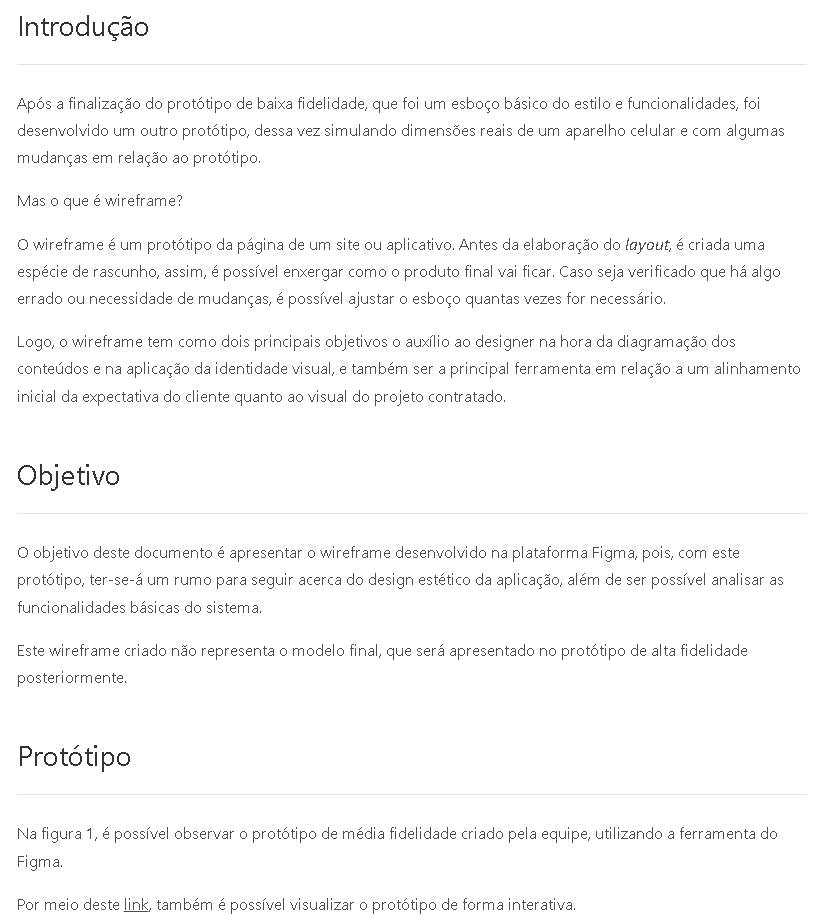 Introdução
Após a finalização do protótipo de baixa fidelidade, que foi um esboço básico do estilo e funcionalidades, foi
desenvolvido um outro protótipo, dessa vez simulando dimensões reais de um aparelho celular e com algumas
mudanças em relação ao protótipo.
Mas o que é wireframe?
O wireframe é um protótipo da página de um site ou aplicativo. Antes da elaboração do layout, é criada uma
espécie de rascunho, assim, é possível enxergar como o produto final vai ficar. Caso seja verificado que há algo
errado ou necessidade de mudanças, é possível ajustar o esboço quantas vezes for necessário.
Logo, o wireframe tem como dois principais objetivos o auxílio ao designer na hora da diagramação dos
conteúdos e na aplicação da identidade visual, e também ser a principal ferramenta em relação a um alinhamento
inicial da expectativa do cliente quanto ao visual do projeto contratado.
Objetivo
O objetivo deste documento é apresentar o wireframe desenvolvido na plataforma Figma, pois, com este
protótipo, ter-se-á um rumo para seguir acerca do design estético da aplicação, além de ser possível analisar as
funcionalidades básicas do sistema.
Este wireframe criado não representa o modelo final, que será apresentado no protótipo de alta fidelidade
posteriormente.
Protótipo
Na figura 1, é possível observar o protótipo de média fidelidade criado pela equipe, utilizando a ferramenta do
Figma.
Por meio deste link, também é possível visualizar o protótipo de forma interativa.